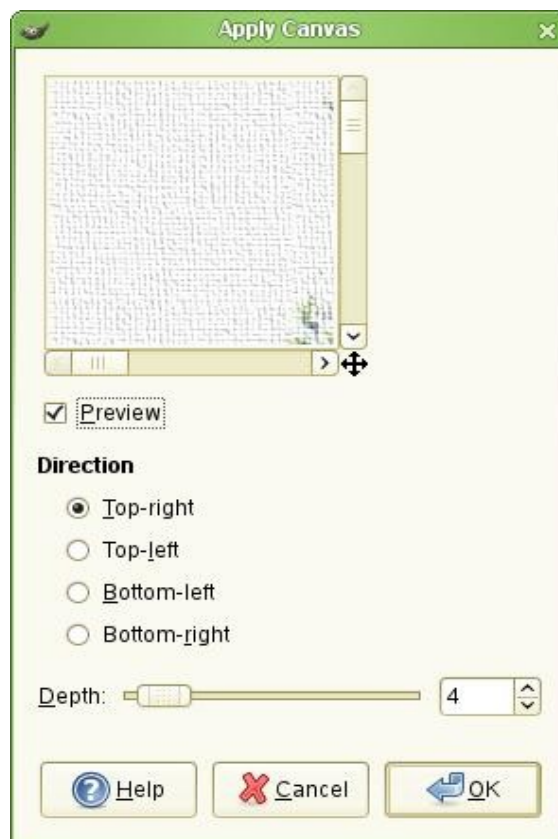 Apply Canvas
Preview
Direction
Top-right
Top-left
Bottom-left
Bottom-right
Depth: 4
Help Cancel OK